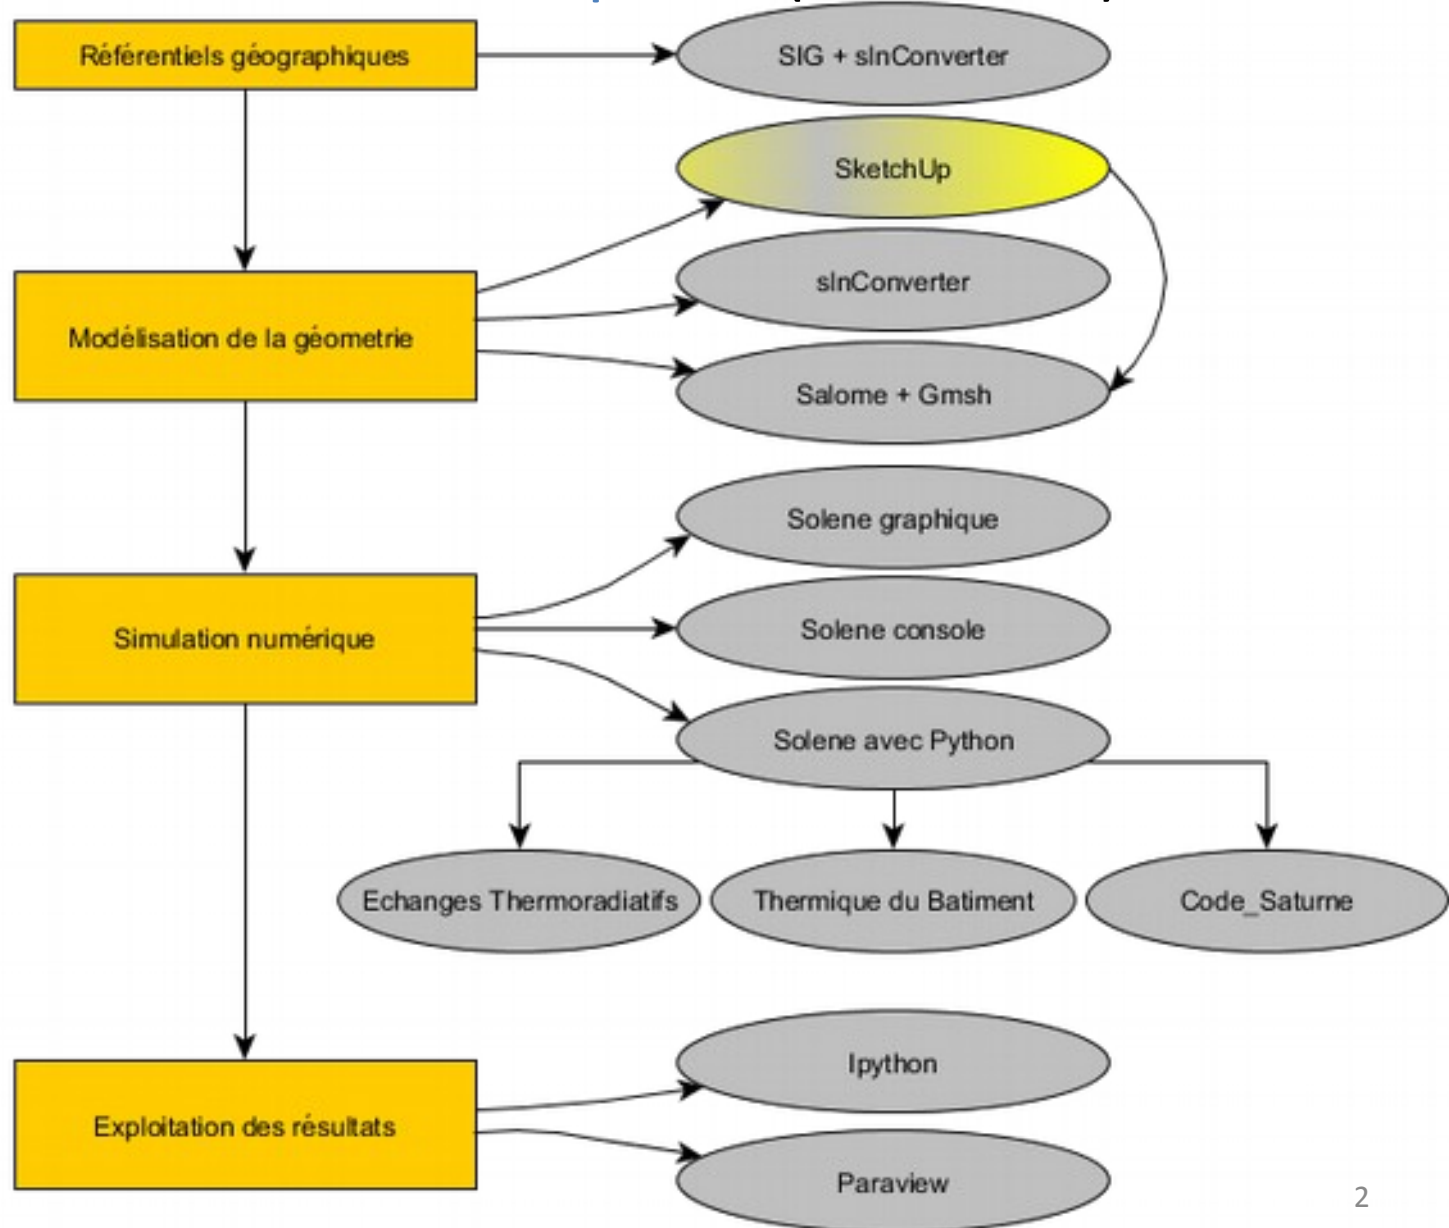 Référentiels géographiques
SIG + slnConverter
SketchUp
slnConverter
Modélisation de la géometrie
Salome + Gmsh
Solene graphique
Solene console
Simulation numérique
Solene avec Python
Echanges Thermoradiatifs
Thermique du Batiment
Code_Saturne
Ipython
Exploitation des résultats
Paraview
2